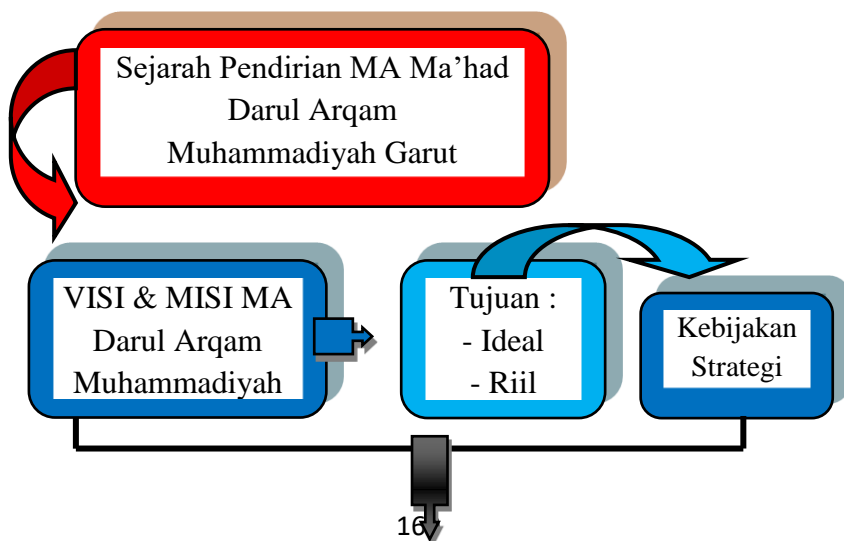 Sejarah Pendirian MA Ma’had
Darul Arqam
Muhammadiyah Garut
VISI & MISI MA
Darul Arqam
Muhammadiyah
Tujuan :
- Ideal
- Riil
Kebijakan
Strategi
16